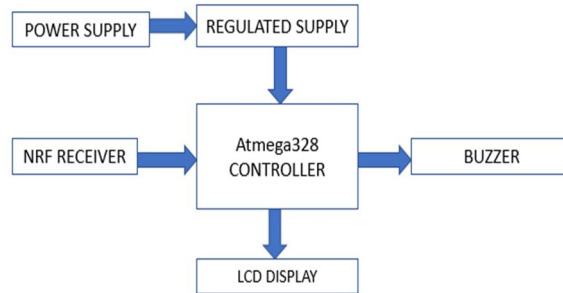 POWER SUPPLY
REGULATED SUPPLY
NRF RECEIVER
Atmega328
CONTROLLER
BUZZER
LCD DISPLAY